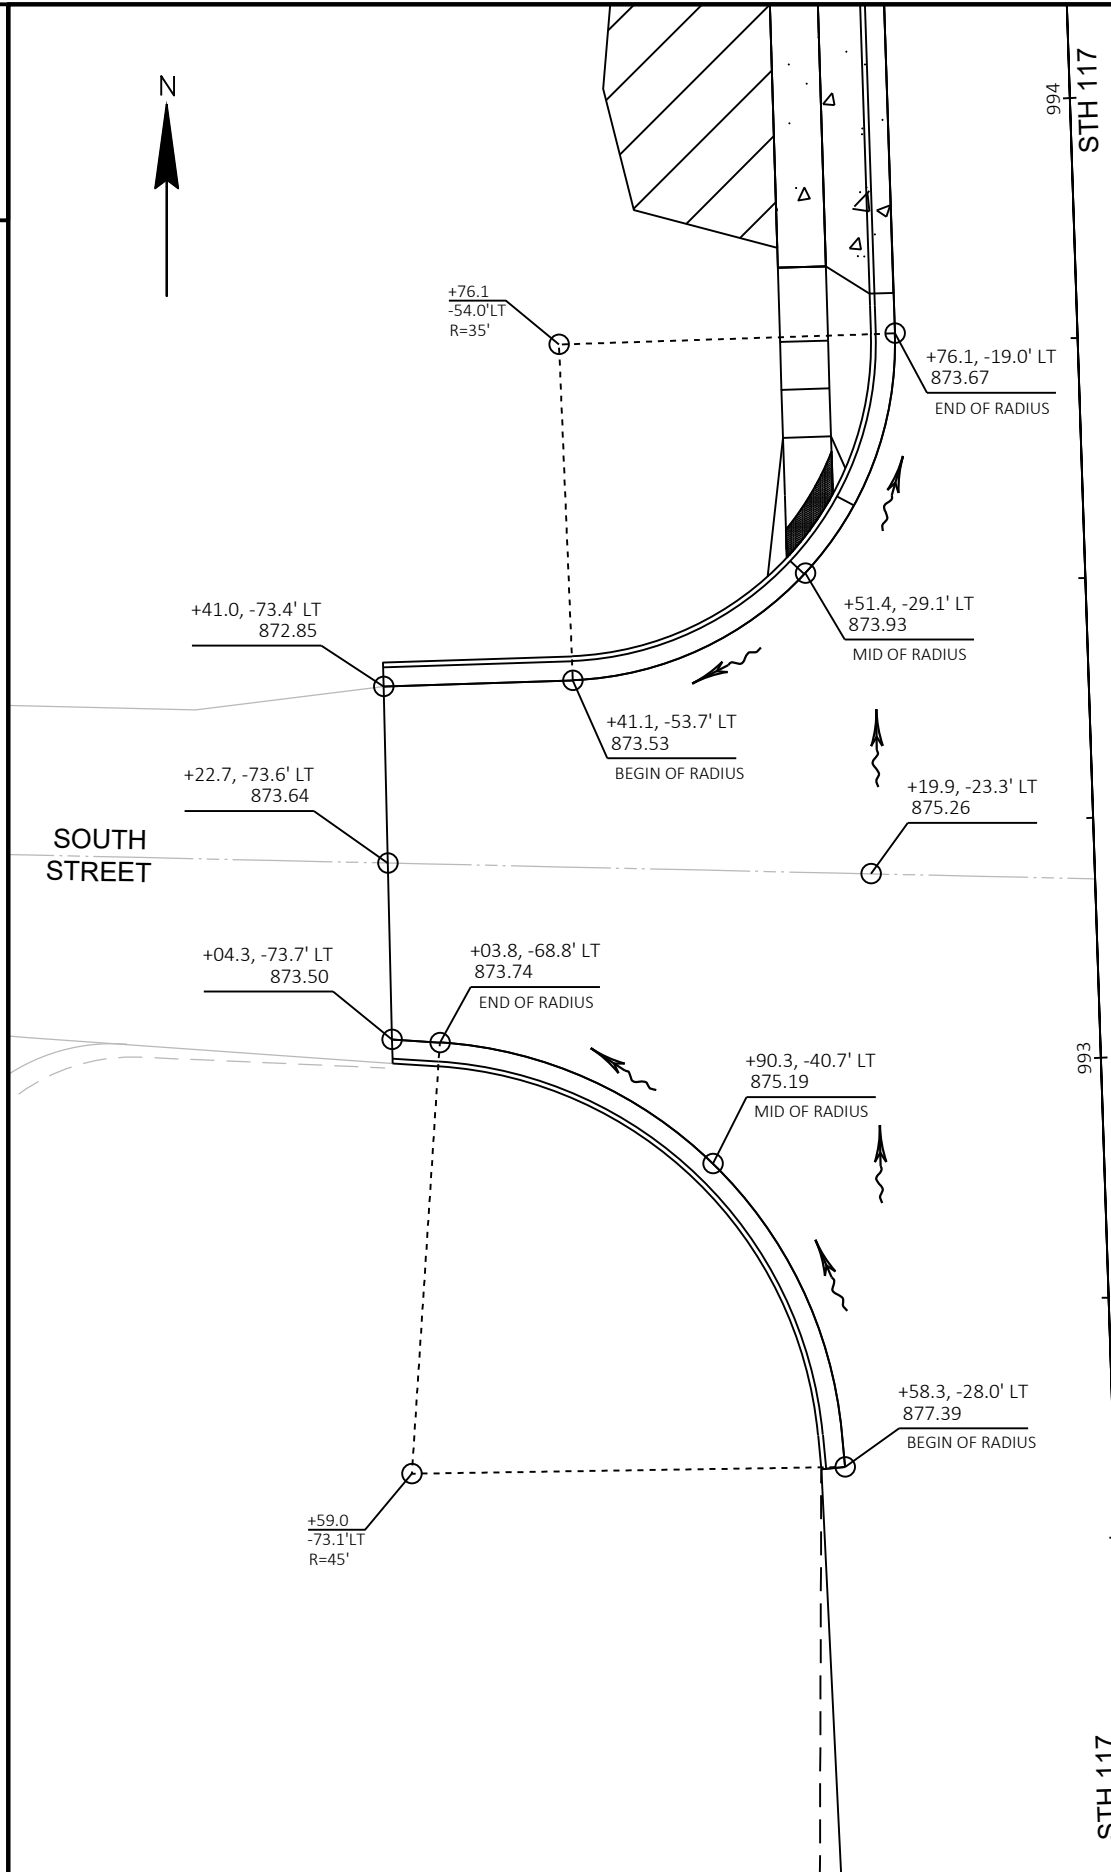 N
994
STH 117
+76.1
-54.0'LT
R=35'
+76.1, -19.0' LT
873.67
END OF RADIUS
+41.0, -73.4' LT
872.85
+51.4, -29.1' LT
873.93
MID OF RADIUS
+41.1, -53.7' LT
873.53
BEGIN OF RADIUS
+22.7, -73.6' LT
873.64
+19.9, -23.3' LT
875.26
SOUTH
STREET
+04.3, -73.7' LT
873.50
+03.8, -68.8' LT
873.74
END OF RADIUS
993
+90.3, -40.7' LT
875.19
MID OF RADIUS
+58.3, -28.0' LT
877.39
BEGIN OF RADIUS
+59.0
-73.1'LT
R=45'
STH 117